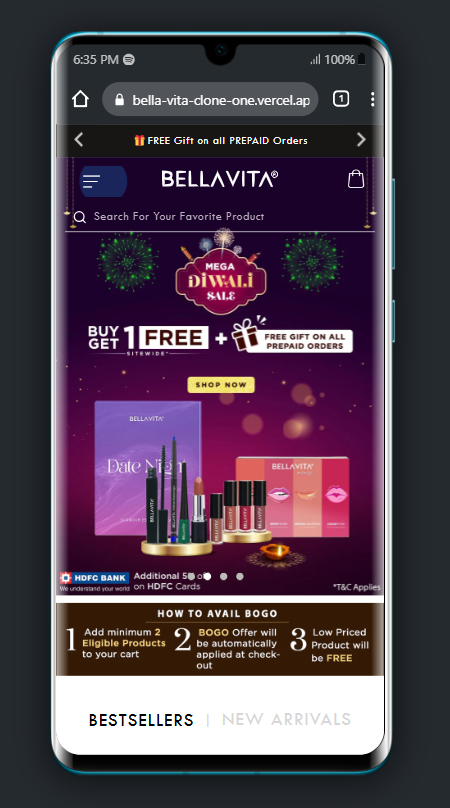 6:35 PM
100%
bella-vita-clone-one.vercel.ap
1
FREE Gift on all PREPAID Orders
BELLAVITA®
Search For Your Favorite Product
MEGA
DIWALI
SALE
BUY 1 FREE
GET
SITEWIDE*
+
FREE GIFT ON ALL
PREPAID ORDERS
SHOP NOW
BELLAVITA
Date Night
BELLAVITA
BELLAVITA
BELLAVITA
BELLAVITA
HDFC BANK
We understand your world
Additional 5
on HDFC Cards
*T&C Applies
HOW TO AVAIL BOGO
1 Add minimum 2
Eligible Products
to your cart
2 BOGO Offer will
be automatically
applied at check-
out
3 Low Priced
Product will
be FREE
BESTSELLERS | NEW ARRIVALS